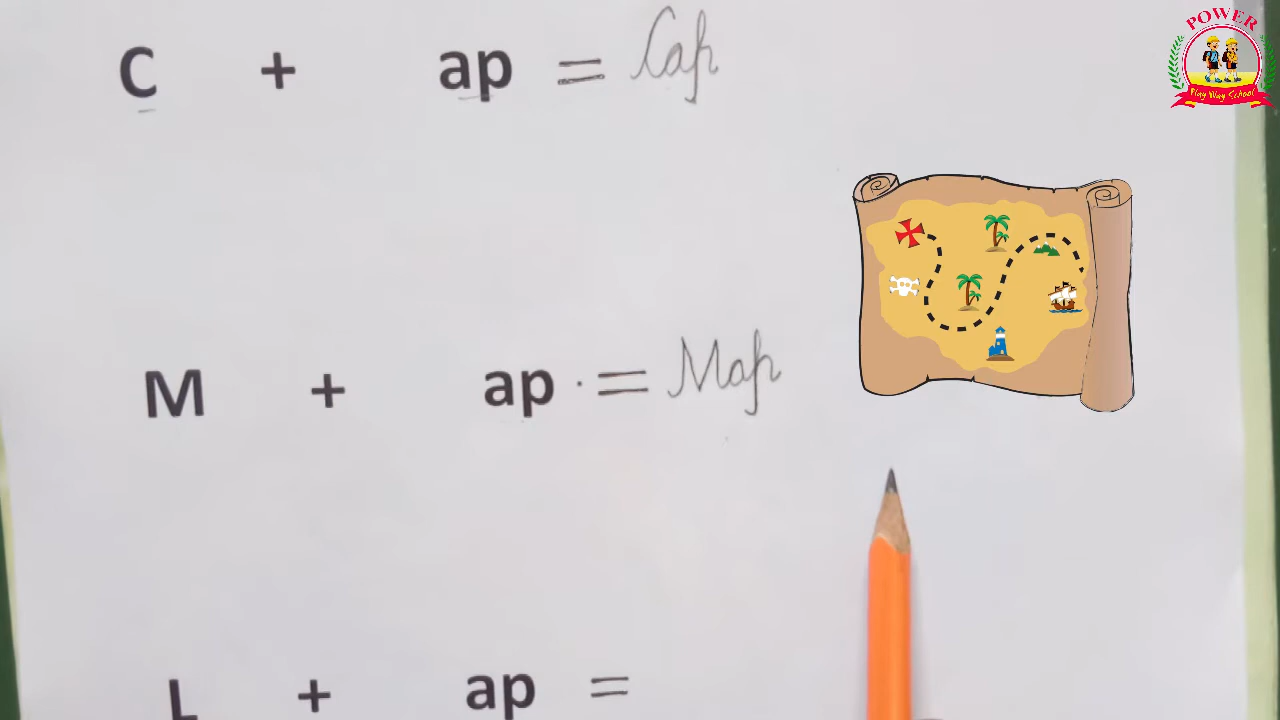 POWER
Play Way School
C + ap = Cap
M + ap = Map
L + ap =